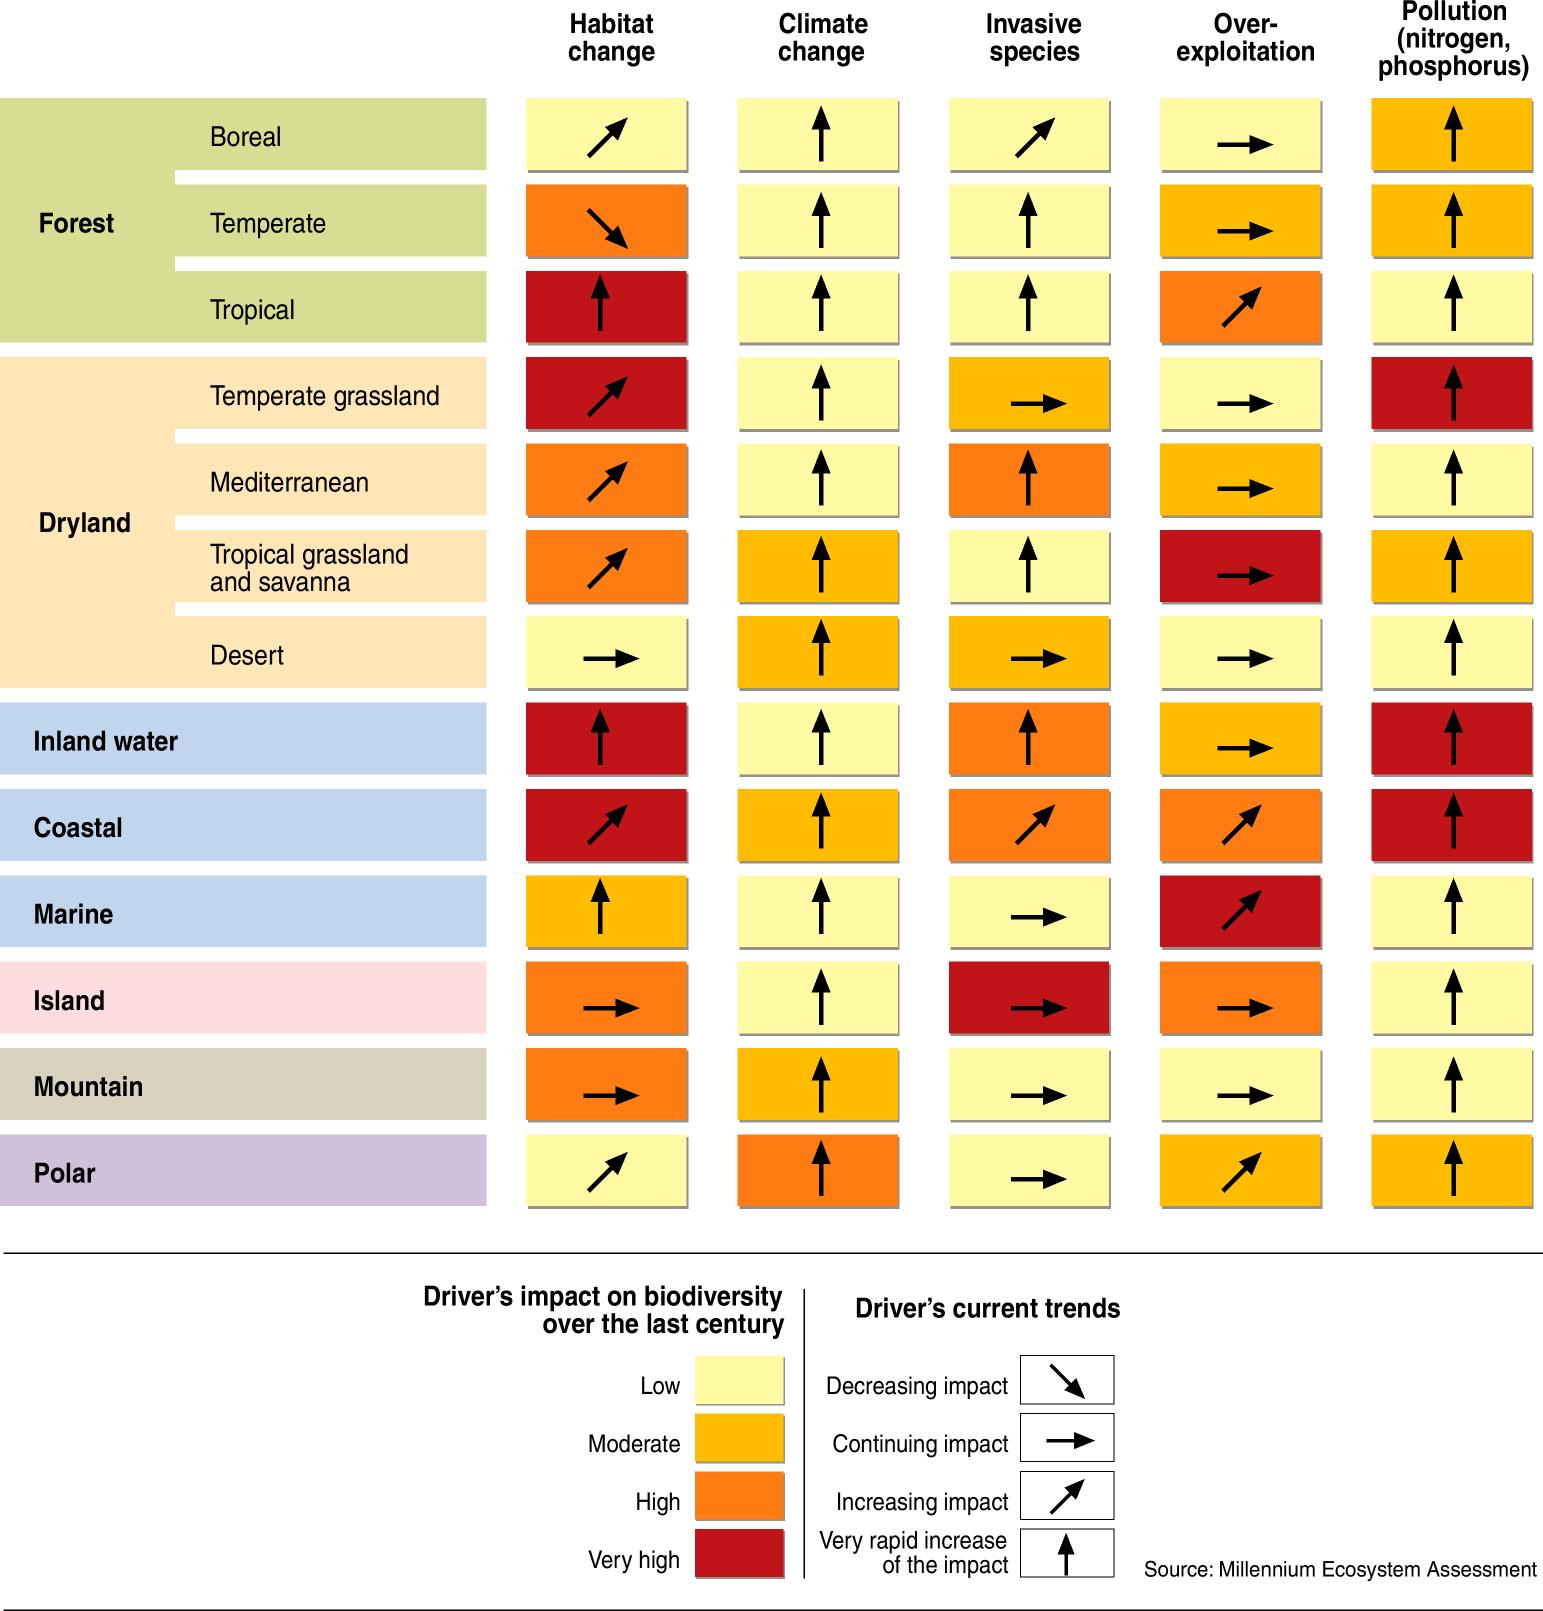 Habitat
change
Climate
change
Invasive
species
Over-
exploitation
Pollution
(nitrogen,
phosphorus)
Forest
Boreal
Temperate
Tropical
Dryland
Temperate grassland
Mediterranean
Tropical grassland
and savanna
Desert
Inland water
Coastal
Marine
Island
Mountain
Polar
Driver’s impact on biodiversity
over the last century
Low
Moderate
High
Very high
Driver’s current trends
Decreasing impact
Continuing impact
Increasing impact
Very rapid increase
of the impact
Source: Millennium Ecosystem Assessment